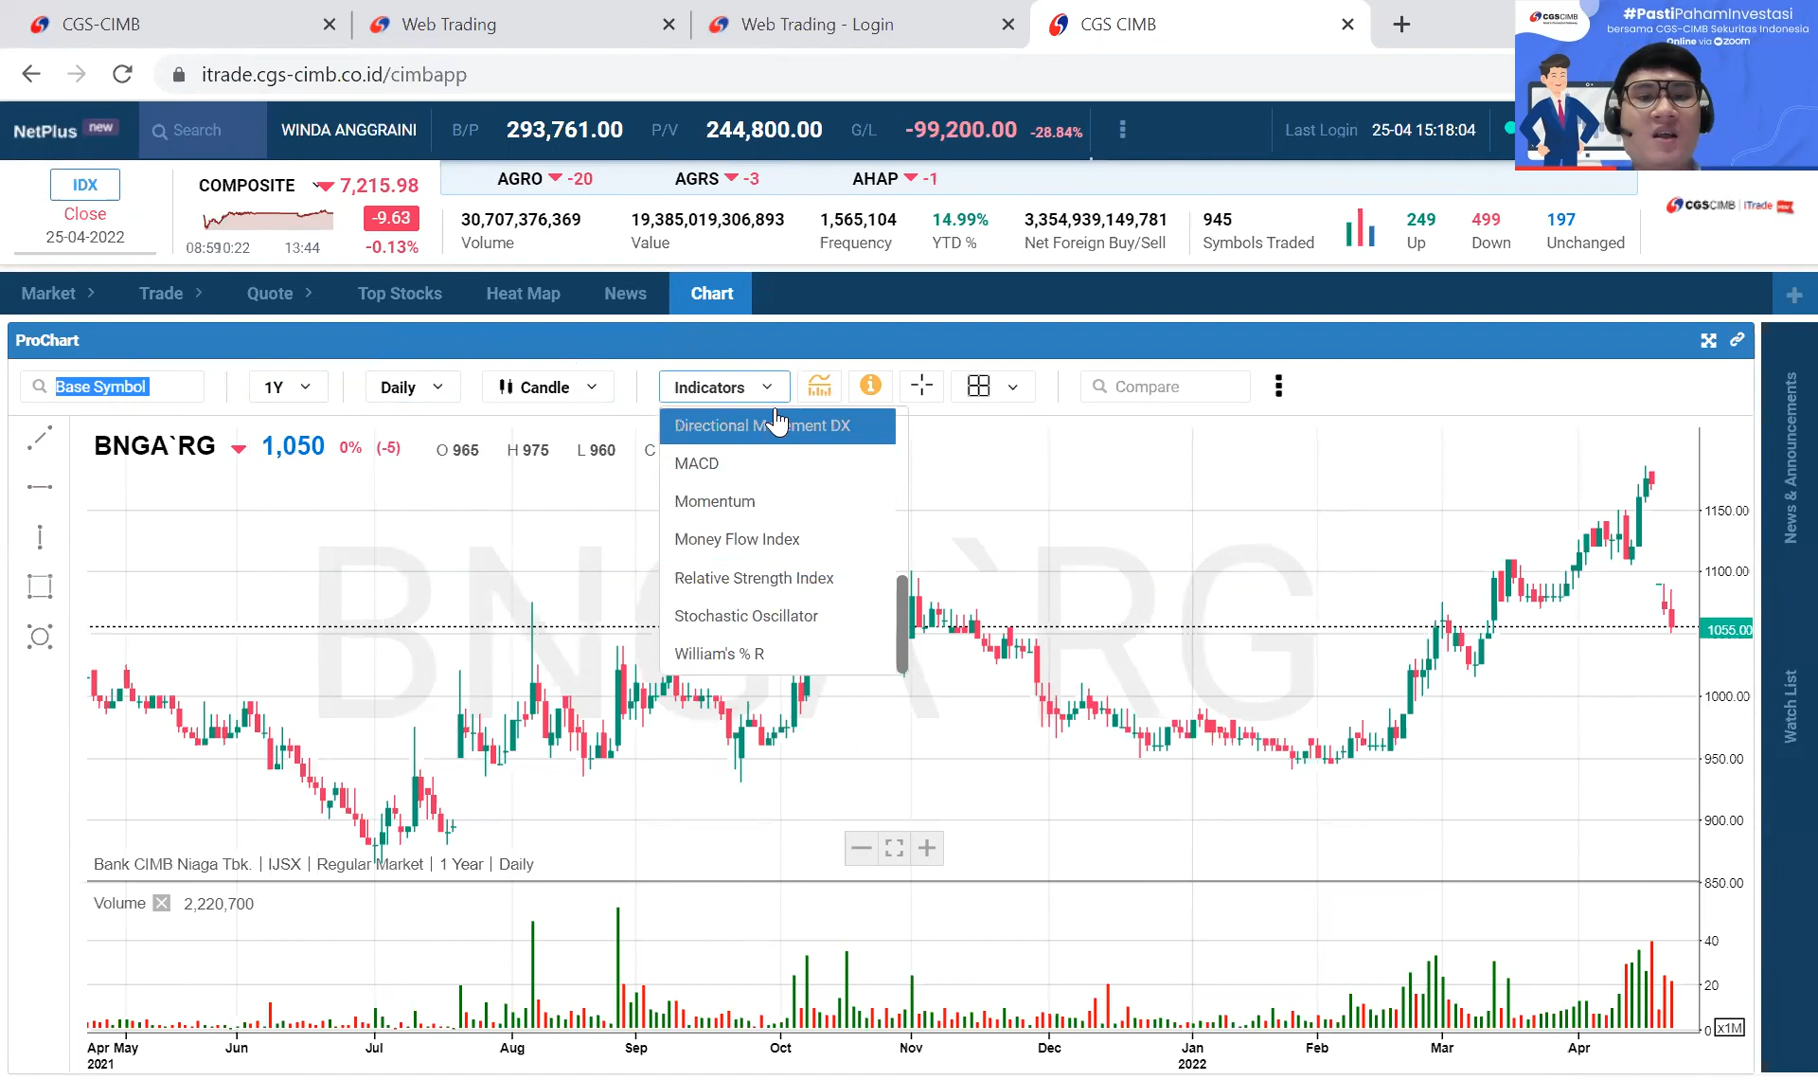 CGS-CIMB
Web Trading
Web Trading - Login
CGS CIMB
CGSCIMB
#PastiPahamInvestasi
bersama CGS-CIMB Sekuritas Indonesia
Online via zoom
itrade.cgs-cimb.co.id/cimbapp
NetPlus new
Search
WINDA ANGGRAINI
B/P 293,761.00
P/V 244,800.00
G/L -99,200.00 -28.84%
Last Login 25-04 15:18:04
IDX
Close
25-04-2022
COMPOSITE 7,215.98
-9.63
-0.13%
08:59 10:22 13:44
AGRO -20
AGRS -3
AHAP -1
30,707,376,369
Volume
19,385,019,306,893
Value
1,565,104
Frequency
14.99%
YTD %
3,354,939,149,781
Net Foreign Buy/Sell
945
Symbols Traded
249
Up
499
Down
197
Unchanged
CGSCIMB iTrade
Market
Trade
Quote
Top Stocks
Heat Map
News
Chart
ProChart
Base Symbol
1Y
Daily
Candle
Indicators
Compare
BNGA`RG 1,050 0% (-5) O 965 H 975 L 960 C
Directional Movement DX
MACD
Momentum
Money Flow Index
Relative Strength Index
Stochastic Oscillator
William's % R
BNGA`RG
1150.00
1100.00
1055.00
1000.00
950.00
900.00
850.00
Bank CIMB Niaga Tbk. | IJSX | Regular Market | 1 Year | Daily
Volume 2,220,700
40
20
0 x1M
Apr May Jun Jul Aug Sep Oct Nov Dec Jan Feb Mar Apr
2021 2022
News & Announcements
Watch List